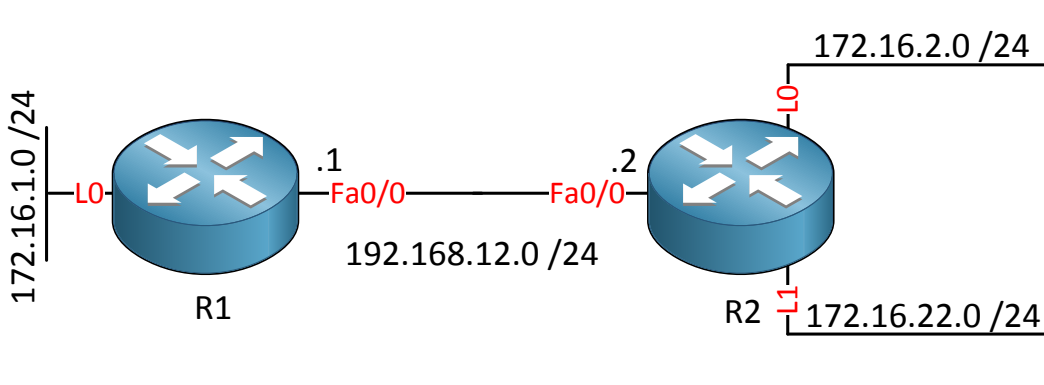 172.16.1.0 /24
L0
R1
.1
Fa0/0
192.168.12.0 /24
Fa0/0
.2
R2
L0
172.16.2.0 /24
L1
172.16.22.0 /24